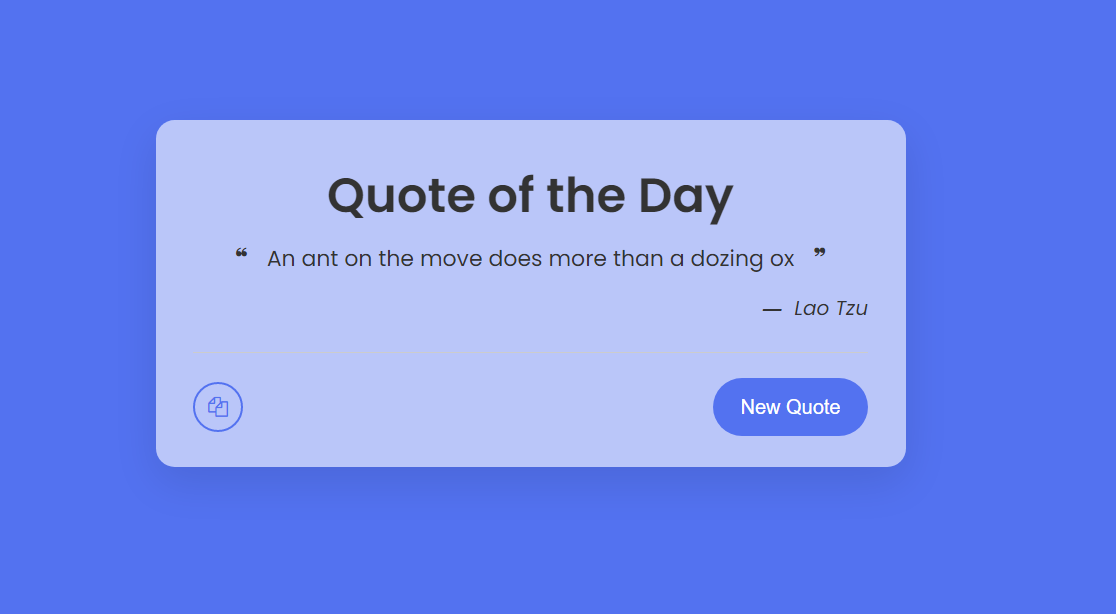 Quote of the Day
❝ An ant on the move does more than a dozing ox ❞
— Lao Tzu
New Quote